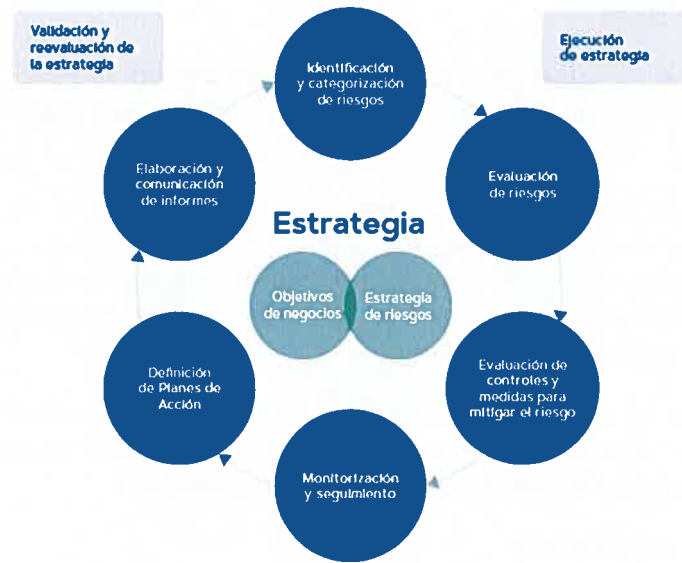 Validación y
reevaluación de
la estrategia
Ejecución
de estrategia
Identificación
y categorización
de riesgos
Evaluación
de riesgos
Evaluación de
controles y
medidas para
mitigar el riesgo
Monitorización
y seguimiento
Definición
de Planes de
Acción
Elaboración y
comunicación
de informes
Estrategia
Objetivos
de negocios
Estrategia
de riesgos